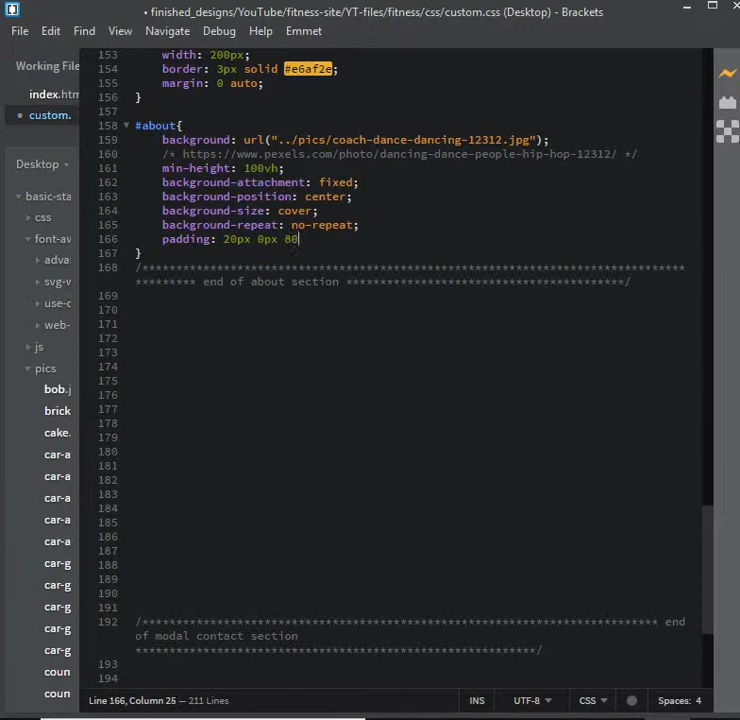 • finished_designs/YouTube/fitness-site/YT-files/fitness/css/custom.css (Desktop) - Brackets
File Edit Find View Navigate Debug Help Emmet
Working File
index.htm
• custom.
Desktop
basic-sta
css
font-aw
advai
svg-v
use-c
web-
js
pics
bob.j
brick
cake.
car-a
car-a
car-a
car-a
car-g
car-g
car-g
car-g
car-g
coun
coun
153 width: 200px;
154 border: 3px solid #e6af2e;
155 margin: 0 auto;
156 }
157
158 #about{
159 background: url("../pics/coach-dance-dancing-12312.jpg");
160 /* https://www.pexels.com/photo/dancing-dance-people-hip-hop-12312/ */
161 min-height: 100vh;
162 background-attachment: fixed;
163 background-position: center;
164 background-size: cover;
165 background-repeat: no-repeat;
166 padding: 20px 0px 80
167 }
168 /********************************************************************************
********* end of about section *****************************************/
169
170
171
172
173
174
175
176
177
178
179
180
181
182
183
184
185
186
187
188
189
190
191
192 /**************************************************************************** end
of modal contact section
***********************************************************/
193
194
Line 166, Column 25 — 211 Lines
INS UTF-8 CSS Spaces: 4